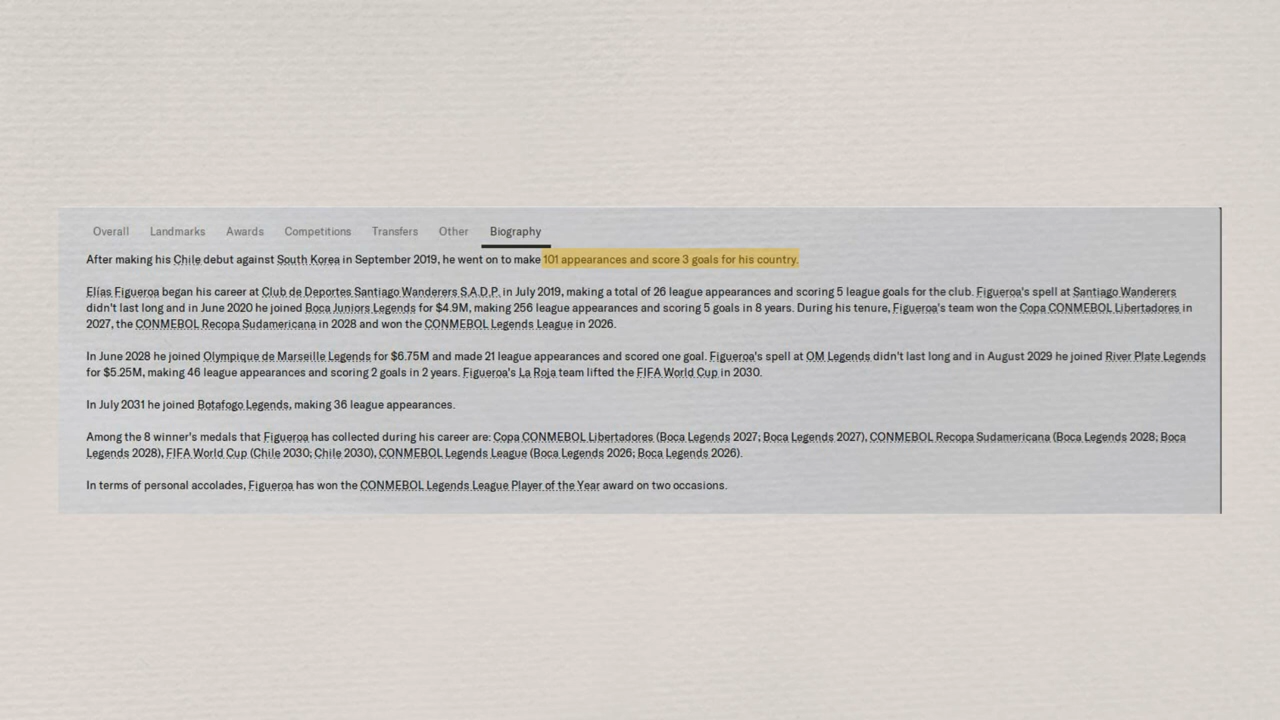 Overall Landmarks Awards Competitions Transfers Other Biography
After making his Chile debut against South Korea in September 2019, he went on to make 101 appearances and score 3 goals for his country.
Elías Figueroa began his career at Club de Deportes Santiago Wanderers S.A.D.P. in July 2019, making a total of 26 league appearances and scoring 5 league goals for the club. Figueroa's spell at Santiago Wanderers
didn't last long and in June 2020 he joined Boca Juniors Legends for $4.9M, making 256 league appearances and scoring 5 goals in 8 years. During his tenure, Figueroa's team won the Copa CONMEBOL Libertadores in
2027, the CONMEBOL Recopa Sudamericana in 2028 and won the CONMEBOL Legends League in 2026.
In June 2028 he joined Olympique de Marseille Legends for $6.75M and made 21 league appearances and scored one goal. Figueroa's spell at OM Legends didn't last long and in August 2029 he joined River Plate Legends
for $5.25M, making 46 league appearances and scoring 2 goals in 2 years. Figueroa's La Roja team lifted the FIFA World Cup in 2030.
In July 2031 he joined Botafogo Legends, making 36 league appearances.
Among the 8 winner's medals that Figueroa has collected during his career are: Copa CONMEBOL Libertadores (Boca Legends 2027; Boca Legends 2027), CONMEBOL Recopa Sudamericana (Boca Legends 2028; Boca
Legends 2028), FIFA World Cup (Chile 2030; Chile 2030), CONMEBOL Legends League (Boca Legends 2026; Boca Legends 2026).
In terms of personal accolades, Figueroa has won the CONMEBOL Legends League Player of the Year award on two occasions.